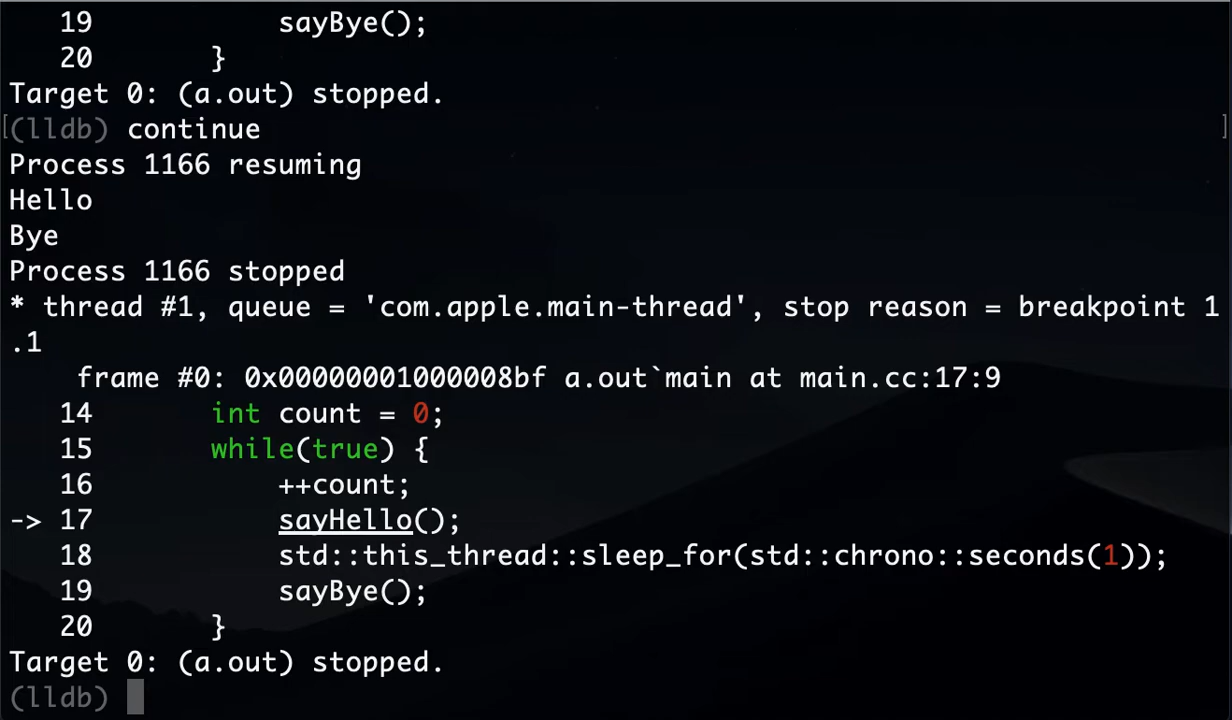 19 sayBye();
20 }
Target 0: (a.out) stopped.
[(lldb) continue ]
Process 1166 resuming
Hello
Bye
Process 1166 stopped
* thread #1, queue = 'com.apple.main-thread', stop reason = breakpoint 1
.1
frame #0: 0x00000001000008bf a.out`main at main.cc:17:9
14 int count = 0;
15 while(true) {
16 ++count;
-> 17 sayHello();
18 std::this_thread::sleep_for(std::chrono::seconds(1));
19 sayBye();
20 }
Target 0: (a.out) stopped.
(lldb)